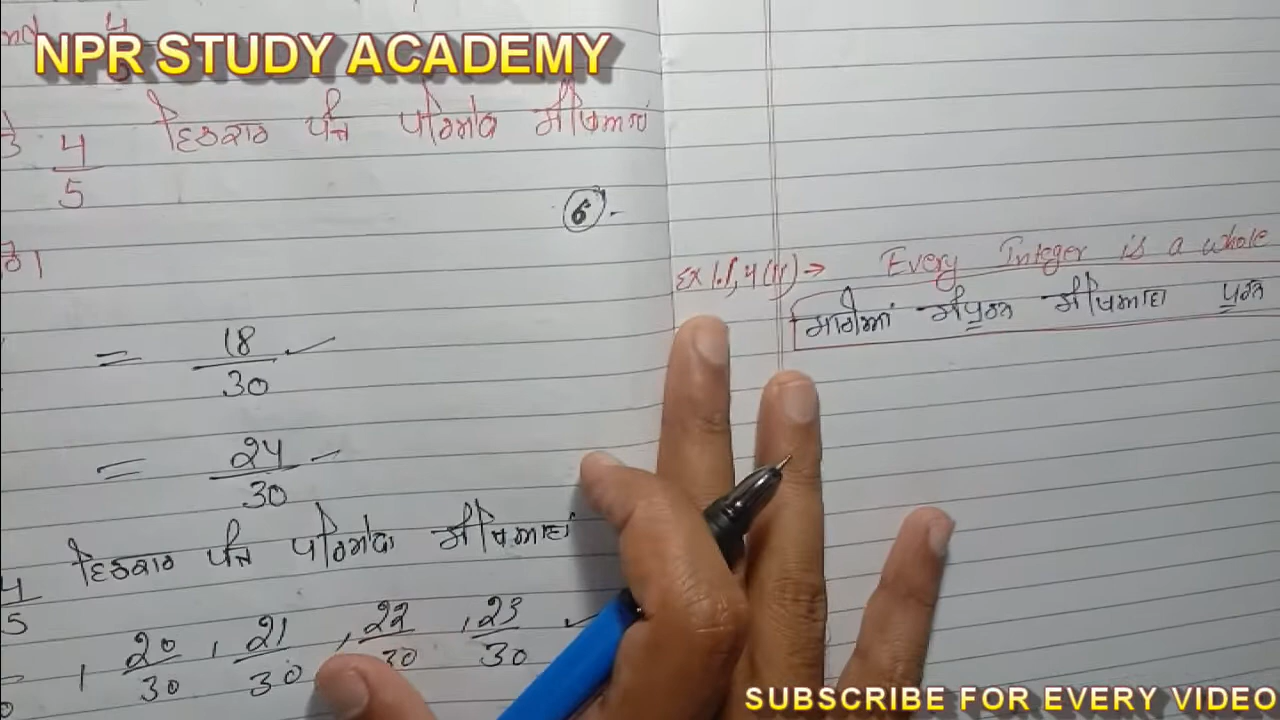 NPR STUDY ACADEMY
4
ਤੇ 4/5 ਵਿਚਕਾਰ ਪੰਜ ਪਰਿਮੇਯ ਸੰਖਿਆਵਾਂ
6.
= 18/30
= 24/30
4/5 ਵਿਚਕਾਰ ਪੰਜ ਪਰਿਮੇਯ ਸੰਖਿਆਵਾਂ
, 20/30 , 21/30 , 22/30 , 23/30
Ex 1.1, 4(ii) → Every Integer is a whole
ਸਾਰੀਆਂ ਸੰਪੂਰਨ ਸੰਖਿਆਵਾਂ ਪੂਰਨ
SUBSCRIBE FOR EVERY VIDEO